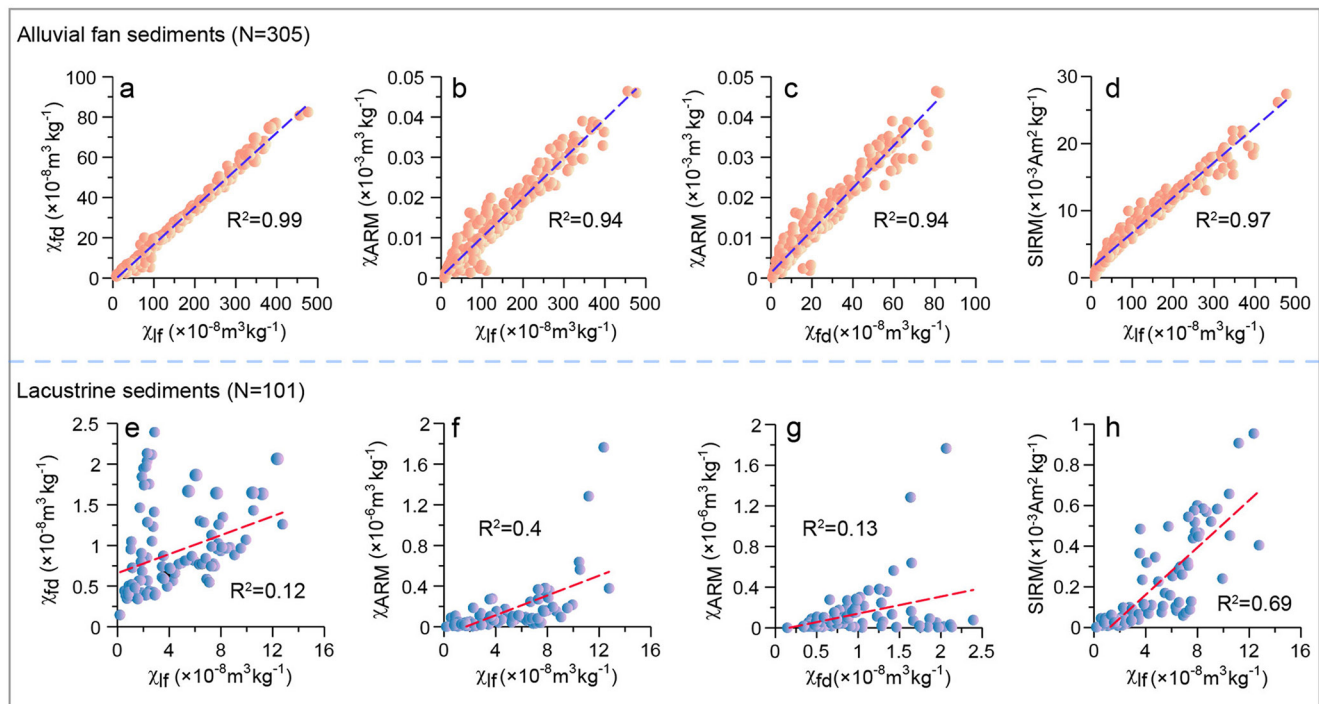 Alluvial fan sediments (N=305)
a
χfd (×10⁻⁸m³ kg⁻¹)
100
80
60
40
20
0
R²=0.99
0 100 200 300 400 500
χlf (×10⁻⁸m³kg⁻¹)
b
χARM (×10⁻³m³ kg⁻¹)
0.05
0.04
0.03
0.02
0.01
0
R²=0.94
0 100 200 300 400 500
χlf (×10⁻⁸m³kg⁻¹)
c
χARM (×10⁻³m³ kg⁻¹)
0.05
0.04
0.03
0.02
0.01
0
R²=0.94
0 20 40 60 80 100
χfd(×10⁻⁸m³kg⁻¹)
d
SIRM(×10⁻³Am² kg⁻¹)
30
20
10
0
R²=0.97
0 100 200 300 400 500
χlf (×10⁻⁸m³kg⁻¹)
Lacustrine sediments (N=101)
e
χfd (×10⁻⁸m³ kg⁻¹)
2.5
2
1.5
1
0.5
0
R²=0.12
0 4 8 12 16
χlf (×10⁻⁸m³kg⁻¹)
f
χARM (×10⁻⁶m³ kg⁻¹)
2
1.6
1.2
0.8
0.4
0
R²=0.4
0 4 8 12 16
χlf (×10⁻⁸m³kg⁻¹)
g
χARM (×10⁻⁶m³ kg⁻¹)
2
1.6
1.2
0.8
0.4
0
R²=0.13
0 0.5 1.0 1.5 2.0 2.5
χfd(×10⁻⁸m³kg⁻¹)
h
SIRM(×10⁻³Am² kg⁻¹)
1
0.8
0.6
0.4
0.2
0
R²=0.69
0 4 8 12 16
χlf (×10⁻⁸m³kg⁻¹)